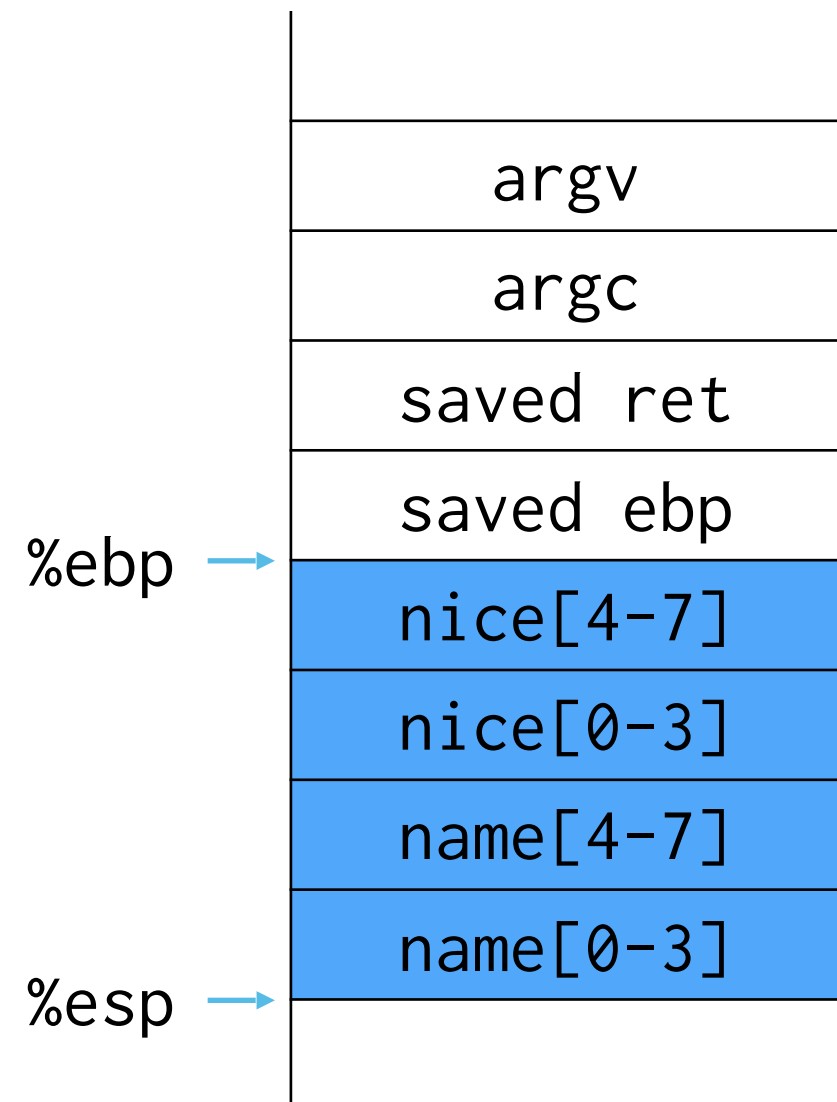 argv
argc
saved ret
saved ebp
%ebp
nice[4-7]
nice[0-3]
name[4-7]
name[0-3]
%esp